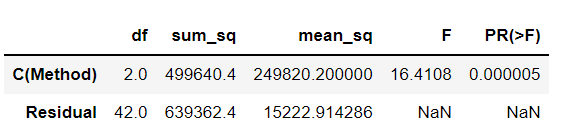 df sum_sq mean_sq F PR(>F)
C(Method) 2.0 499640.4 249820.200000 16.4108 0.000005
Residual 42.0 639362.4 15222.914286 NaN NaN